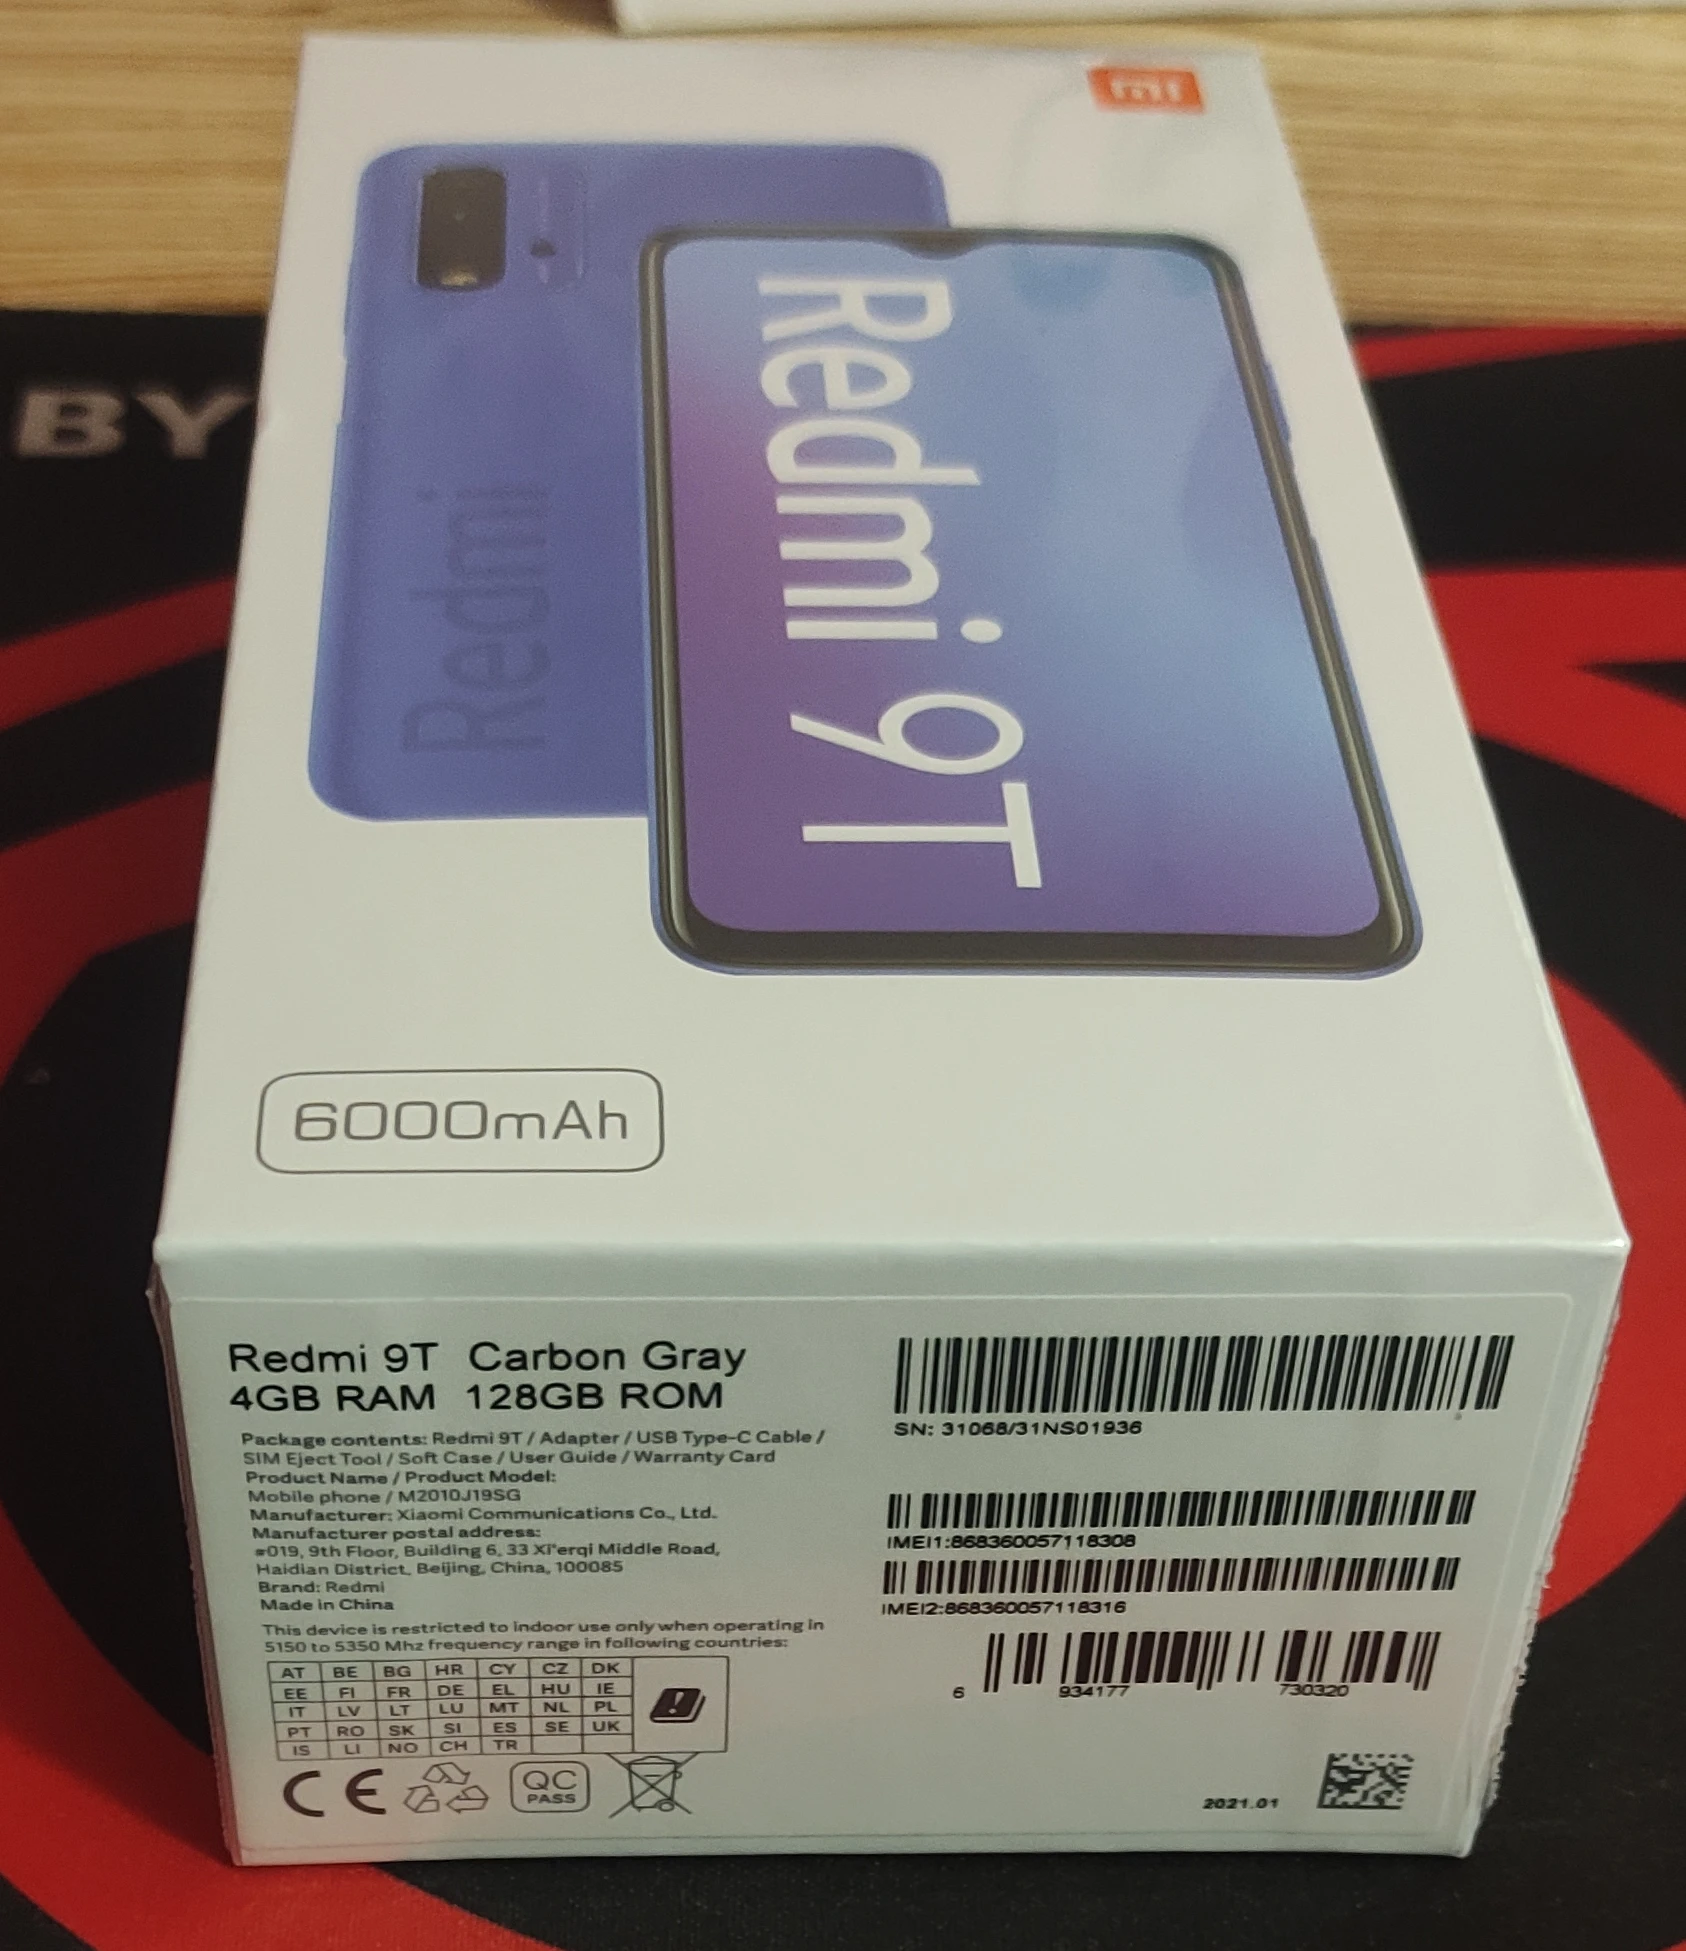 mi
BY
Redmi
Redmi 9T
6000mAh
Redmi 9T Carbon Gray
4GB RAM 128GB ROM
Package contents: Redmi 9T / Adapter / USB Type-C Cable /
SIM Eject Tool / Soft Case / User Guide / Warranty Card
Product Name / Product Model:
Mobile phone / M2010J19SG
Manufacturer: Xiaomi Communications Co., Ltd.
Manufacturer postal address:
#019, 9th Floor, Building 6, 33 Xi'erqi Middle Road,
Haidian District, Beijing, China, 100085
Brand: Redmi
Made in China
This device is restricted to indoor use only when operating in
5150 to 5350 Mhz frequency range in following countries:
AT BE BG HR CY CZ DK
EE FI FR DE EL HU IE
IT LV LT LU MT NL PL
PT RO SK SI ES SE UK
IS LI NO CH TR
!
CE
QC
PASS
SN: 31068/31NS01936
IMEI1:868360057118308
IMEI2:868360057118316
6 934177 730320
2021.01